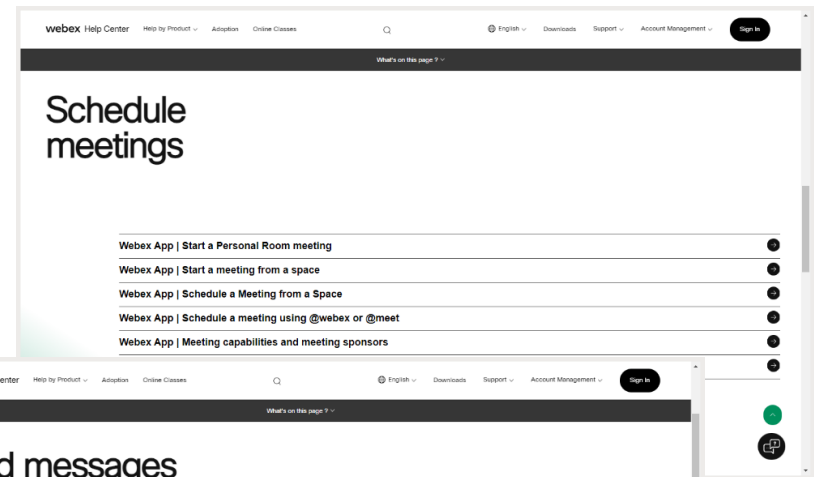 webex Help Center Help by Product Adoption Online Classes English Downloads Support Account Management Sign In
What's on this page ?
Schedule
meetings
Webex App | Start a Personal Room meeting
Webex App | Start a meeting from a space
Webex App | Schedule a Meeting from a Space
Webex App | Schedule a meeting using @webex or @meet
Webex App | Meeting capabilities and meeting sponsors
enter Help by Product Adoption Online Classes English Downloads Support Account Management Sign In
What's on this page ?
d messages